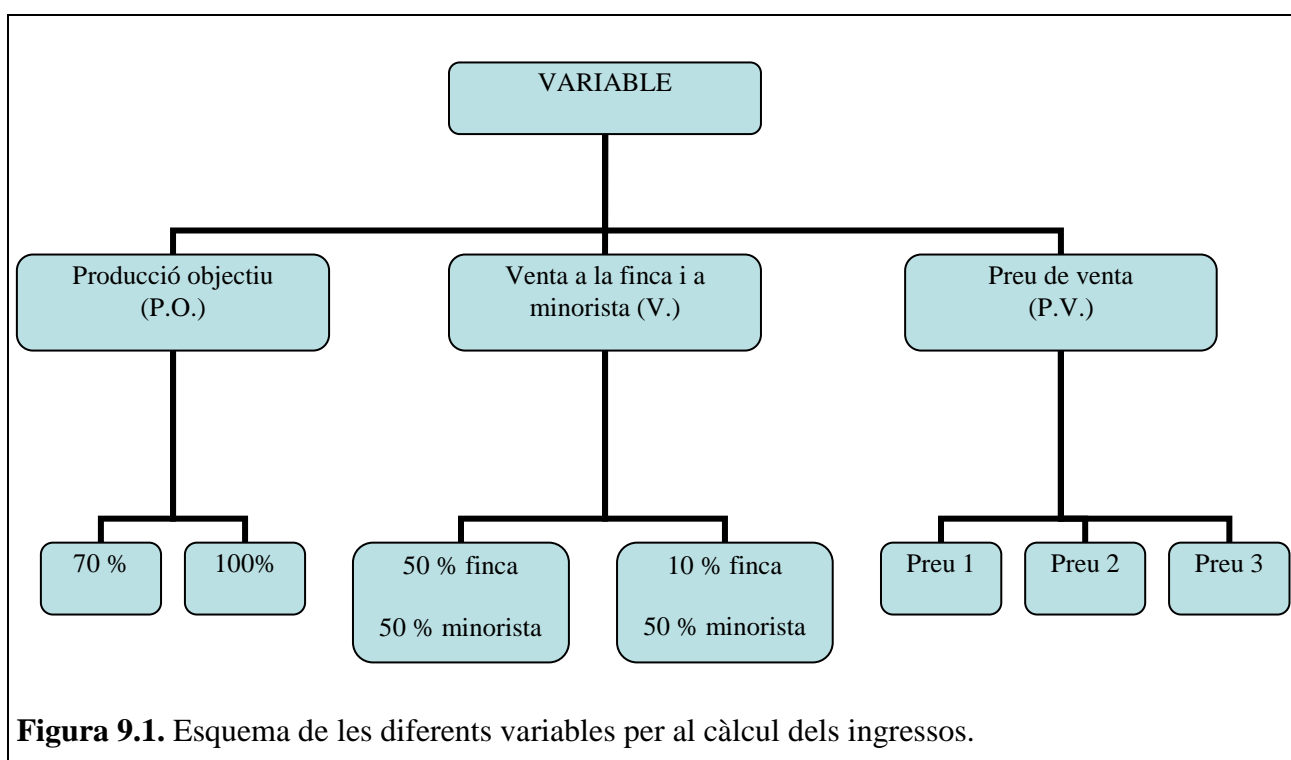 VARIABLE
Producció objectiu
(P.O.)
Venta a la finca i a
minorista (V.)
Preu de venta
(P.V.)
70 %
100%
50 % finca
50 % minorista
10 % finca
50 % minorista
Preu 1
Preu 2
Preu 3
Figura 9.1. Esquema de les diferents variables per al càlcul dels ingressos.